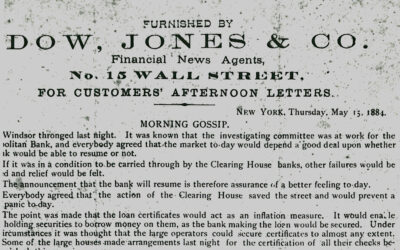 FURNISHED BY
DOW, JONES & CO.
Financial News Agents,
No. 15 WALL STREET,
FOR CUSTOMERS' AFTERNOON LETTERS.
NEW YORK, Thursday, May 15, 1884.
MORNING GOSSIP.
Windsor thronged last night. It was known that the investigating committee was at work for the
olitan Bank, and everybody agreed that the market to-day would depend a good deal upon whether
k would be able to resume or not.
If it was in a condition to be carried through by the Clearing House banks, other failures would be
d and relief would be felt.
The announcement that the bank will resume is therefore assurance of a better feeling to-day.
Everybody agreed that the action of the Clearing House saved the street and would prevent a
panic to-day.
The point was made that the loan certificates would act as an inflation measure. It would enable
holding securities to borrow money on them, as the bank making the loan would be secured. Under
ircumstances it was thought that the large operators could secure certificates to almost any extent.
Some of the large houses made arrangements last night for the certification of all their checks be-